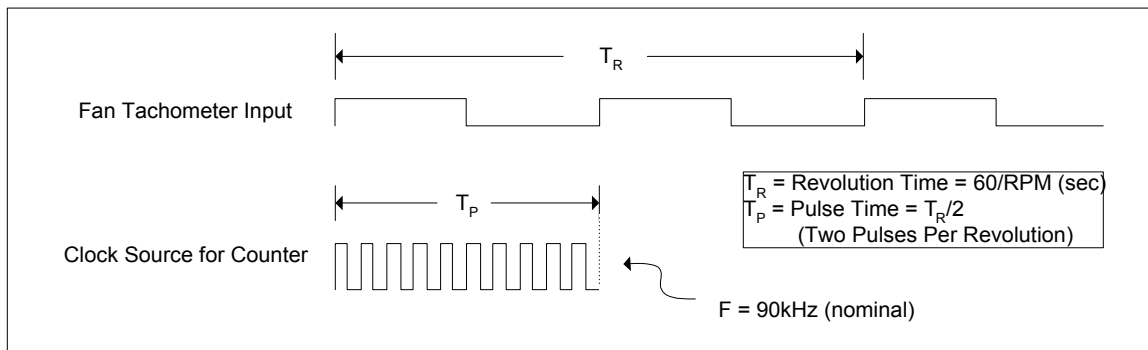 T_R
Fan Tachometer Input
T_R = Revolution Time = 60/RPM (sec)
T_P = Pulse Time = T_R/2
(Two Pulses Per Revolution)
T_P
Clock Source for Counter
F = 90kHz (nominal)